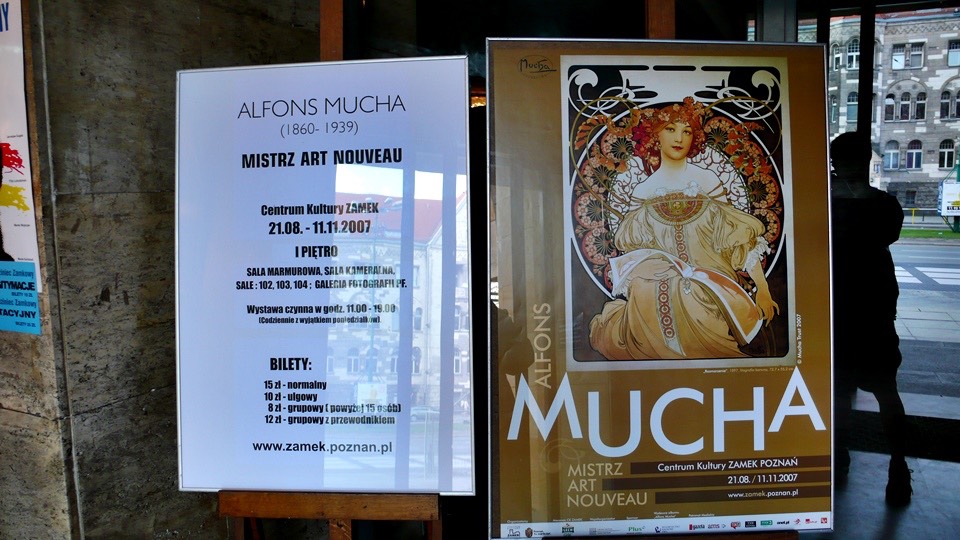 ALFONS MUCHA
(1860- 1939)
MISTRZ ART NOUVEAU
Centrum Kultury ZAMEK
21.08. - 11.11.2007
I PIĘTRO
SALA MARMUROWA, SALA KAMERALNA,
SALE : 102, 103, 104 ; GALERIA FOTOGRAFII PF.
Wystawa czynna w godz. 11.00 - 19.00
(Codziennie z wyjątkiem poniedziałków)
BILETY:
15 zł - normalny
10 zł - ulgowy
8 zł - grupowy ( powyżej 15 osób)
12 zł - grupowy z przewodnikiem
www.zamek.poznan.pl
Mucha
© Mucha Trust 2007
ALFONS
MUCHA
MISTRZ
ART
NOUVEAU
Centrum Kultury ZAMEK POZNAŃ
21.08. / 11.11.2007
www.zamek.poznan.pl